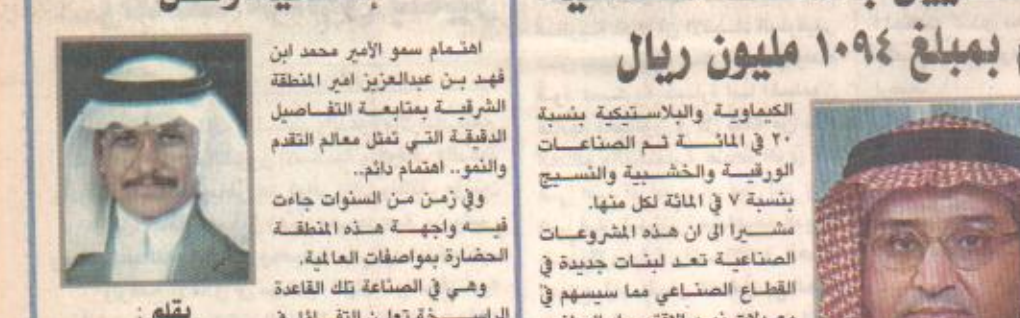 بمبلغ ١٠٩٤ مليون ريال
الكيماوية والبلاستيكية بنسبة
٢٠ في المائة ثم الصناعات
الورقية والخشبية والنسيج
بنسبة ٧ في المائة لكل منها.
مشيرا الى ان هذه المشروعات
الصناعية تعد لبنات جديدة في
القطاع الصناعي مما سيسهم في
اهتمام سمو الأمير محمد ابن
فهد بن عبدالعزيز امير المنطقة
الشرقية بمتابعة التفاصيل
الدقيقة التي تمثل معالم التقدم
والنمو.. اهتمام دائم..
وفي زمن من السنوات جاءت
فيه واجهة هذه المنطقة
الحضارة بمواصفات العالمية.
وهي في الصناعة تلك القاعدة
بقلم :